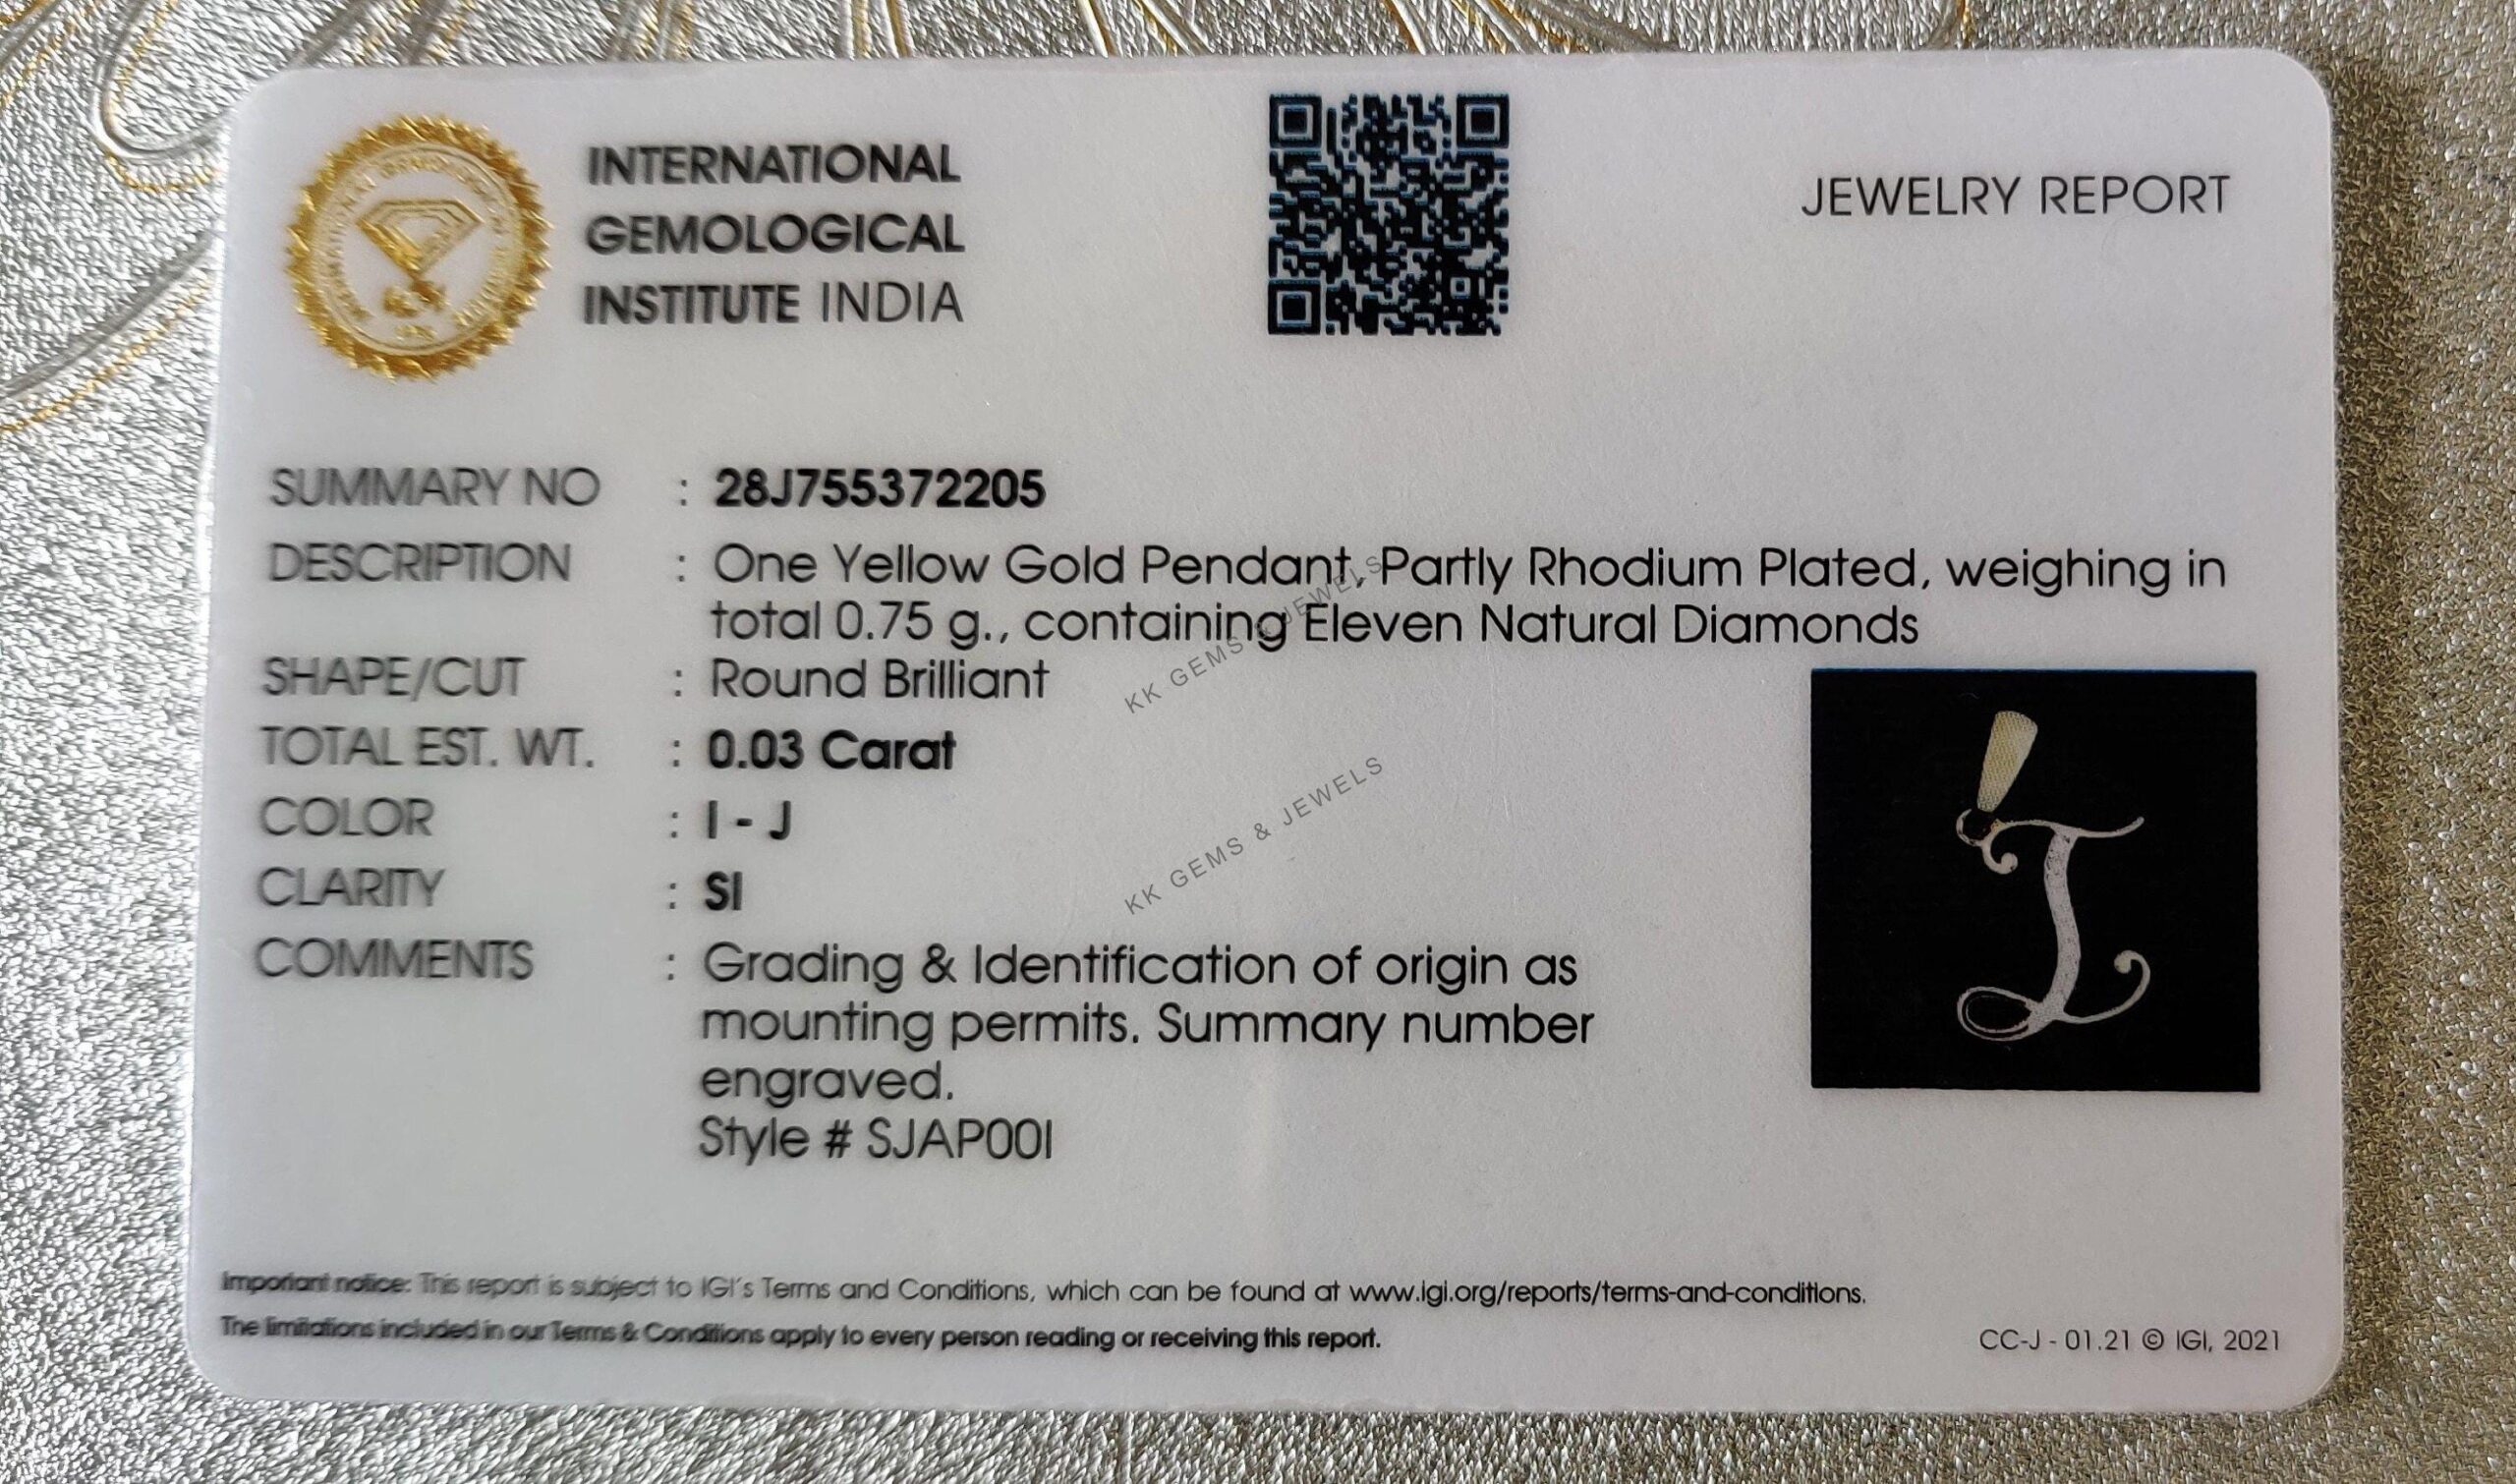 INTERNATIONAL
GEMOLOGICAL
INSTITUTE INDIA
JEWELRY REPORT
SUMMARY NO : 28J755372205
DESCRIPTION : One Yellow Gold Pendant, Partly Rhodium Plated, weighing in
total 0.75 g., containing Eleven Natural Diamonds
SHAPE/CUT : Round Brilliant
TOTAL EST. WT. : 0.03 Carat
COLOR : I - J
CLARITY : SI
COMMENTS : Grading & Identification of origin as
mounting permits. Summary number
engraved.
Style # SJAP00I
KK GEMS & JEWELS
KK GEMS & JEWELS
Important notice: This report is subject to IGI's Terms and Conditions, which can be found at www.igi.org/reports/terms-and-conditions.
The limitations included in our Terms & Conditions apply to every person reading or receiving this report.
CC-J - 01.21 © IGI, 2021